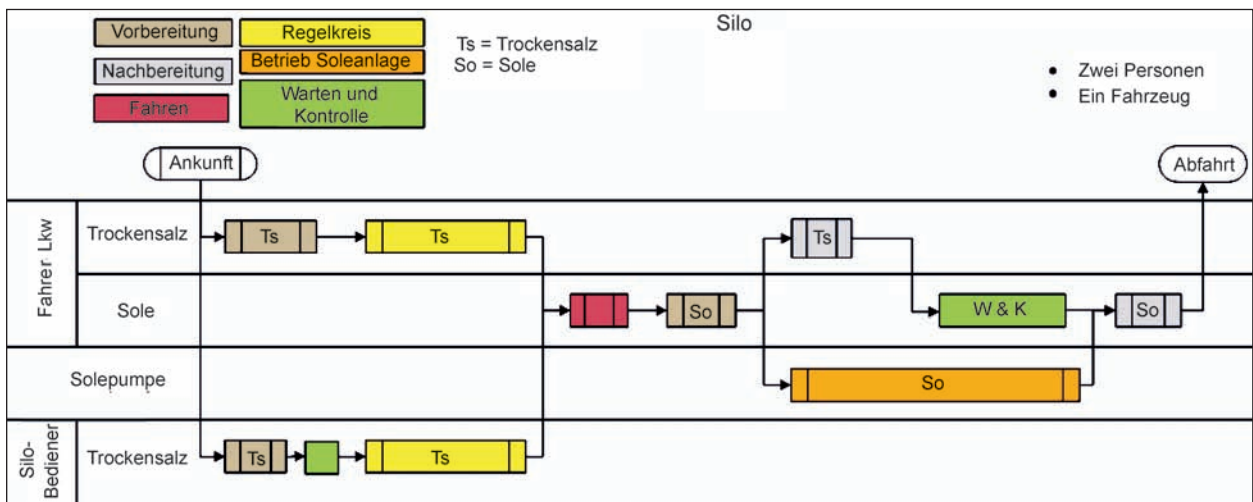 Silo
Vorbereitung
Regelkreis
Nachbereitung
Betrieb Soleanlage
Fahren
Warten und
Kontrolle
Ts = Trockensalz
So = Sole
• Zwei Personen
• Ein Fahrzeug
Ankunft
Abfahrt
Fahrer Lkw
Trockensalz
Ts
Ts
Ts
Sole
So
W & K
So
Solepumpe
So
Silo-
Bediener
Trockensalz
Ts
Ts